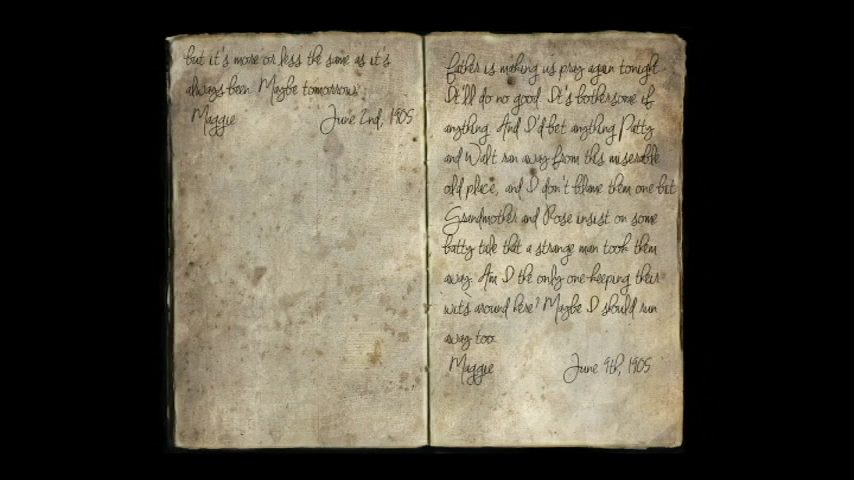 but it's more or less the same as it's
always been. Maybe tomorrow.
Maggie June 2nd, 1905
Father is making us pray again tonight.
It'll do no good. It's bothersome if
anything. And I'd bet anything Patty
and Walt ran away from this miserable
old place, and I don't blame them one bit.
Grandmother and Rose insist on some
batty tale that a strange man took them
away. Am I the only one keeping their
wits around here? Maybe I should run
away too.
Maggie June 9th, 1905